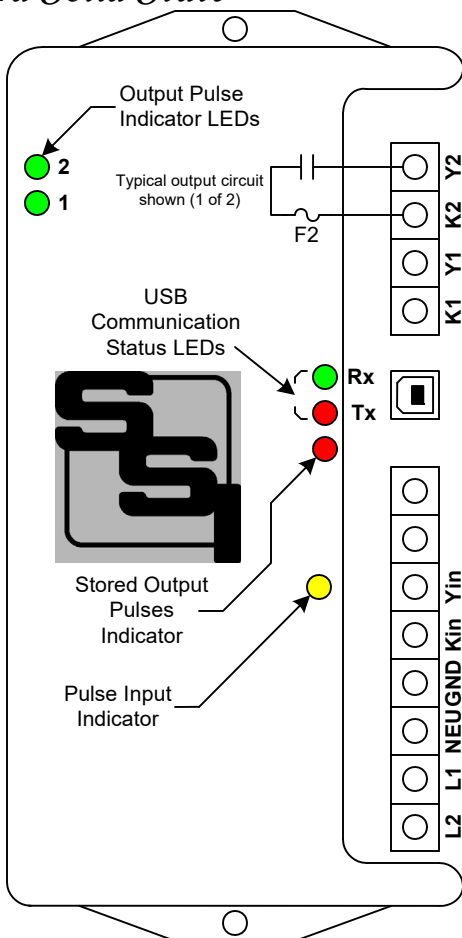 Output Pulse
Indicator LEDs
2
1
Typical output circuit
shown (1 of 2)
F2
Y2
K2
Y1
K1
USB
Communication
Status LEDs
Rx
Tx
SSI
Stored Output
Pulses
Indicator
Pulse Input
Indicator
Yin
Kin
GND
NEU
L1
L2